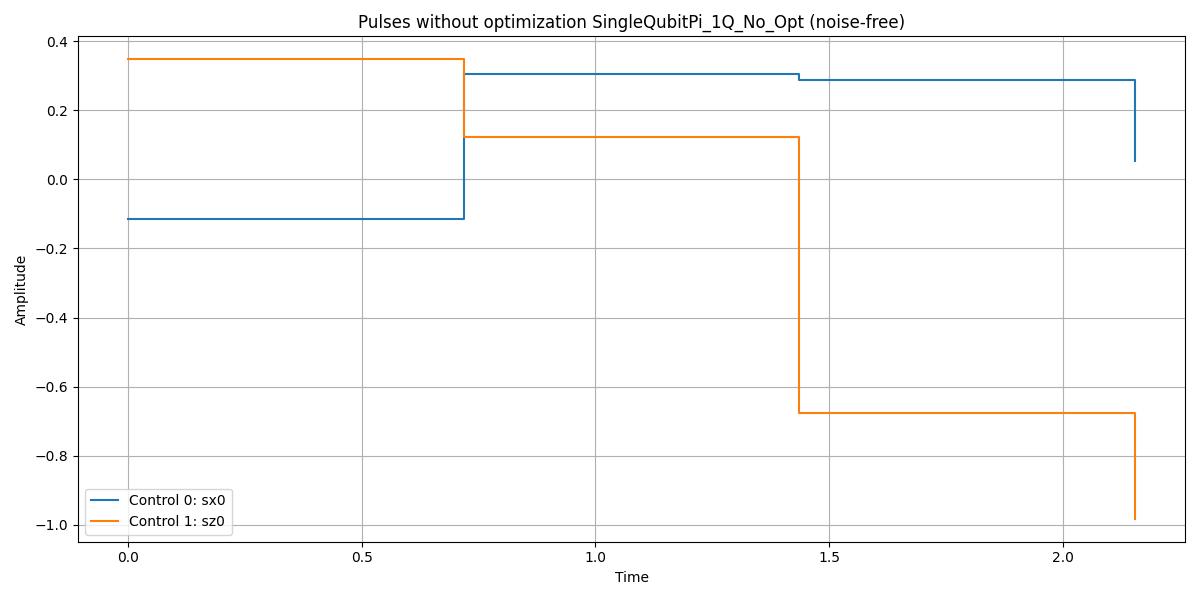 Pulses without optimization SingleQubitPi_1Q_No_Opt (noise-free)
Amplitude
0.4
0.2
0.0
−0.2
−0.4
−0.6
−0.8
−1.0
Control 0: sx0
Control 1: sz0
0.0 0.5 1.0 1.5 2.0
Time